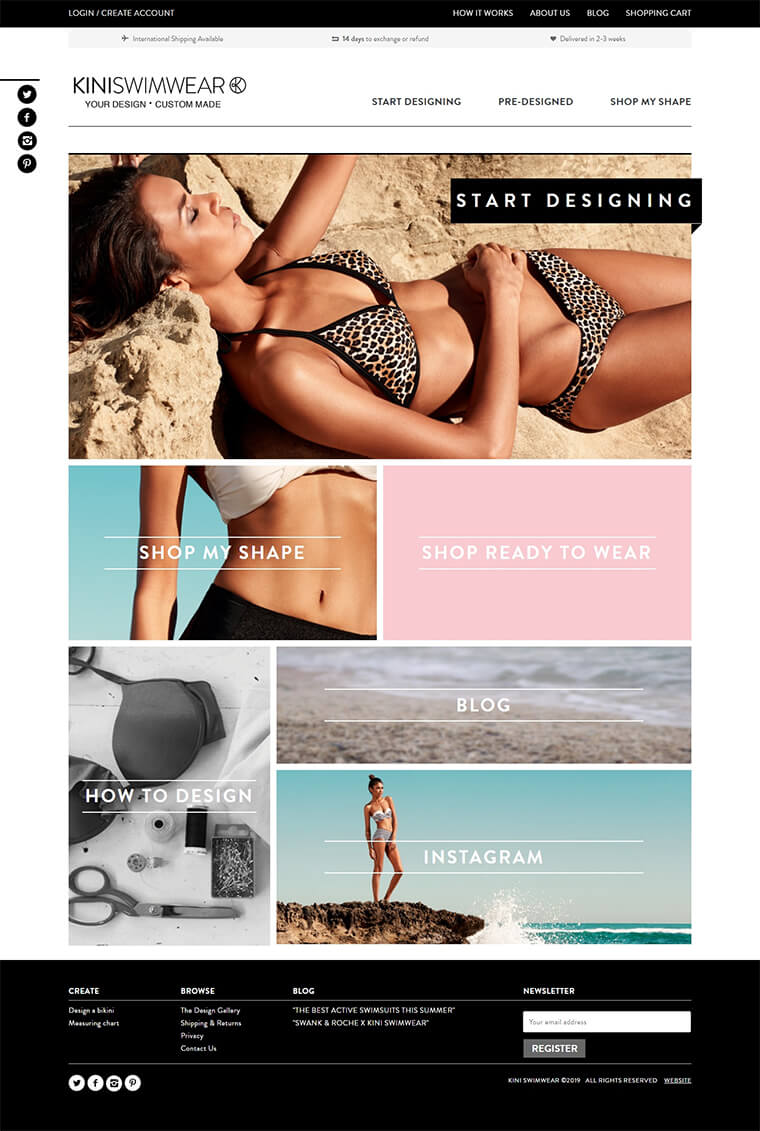 LOGIN / CREATE ACCOUNT
HOW IT WORKS ABOUT US BLOG SHOPPING CART
International Shipping Available
14 days to exchange or refund
Delivered in 2-3 weeks
KINISWIMWEAR
YOUR DESIGN • CUSTOM MADE
START DESIGNING PRE-DESIGNED SHOP MY SHAPE
START DESIGNING
SHOP MY SHAPE
SHOP READY TO WEAR
HOW TO DESIGN
BLOG
INSTAGRAM
CREATE
Design a bikini
Measuring chart
BROWSE
The Design Gallery
Shipping & Returns
Privacy
Contact Us
BLOG
"THE BEST ACTIVE SWIMSUITS THIS SUMMER"
"SWANK & ROCHE X KINI SWIMWEAR"
NEWSLETTER
Your email address
REGISTER
KINI SWIMWEAR ©2019 ALL RIGHTS RESERVED WEBSITE